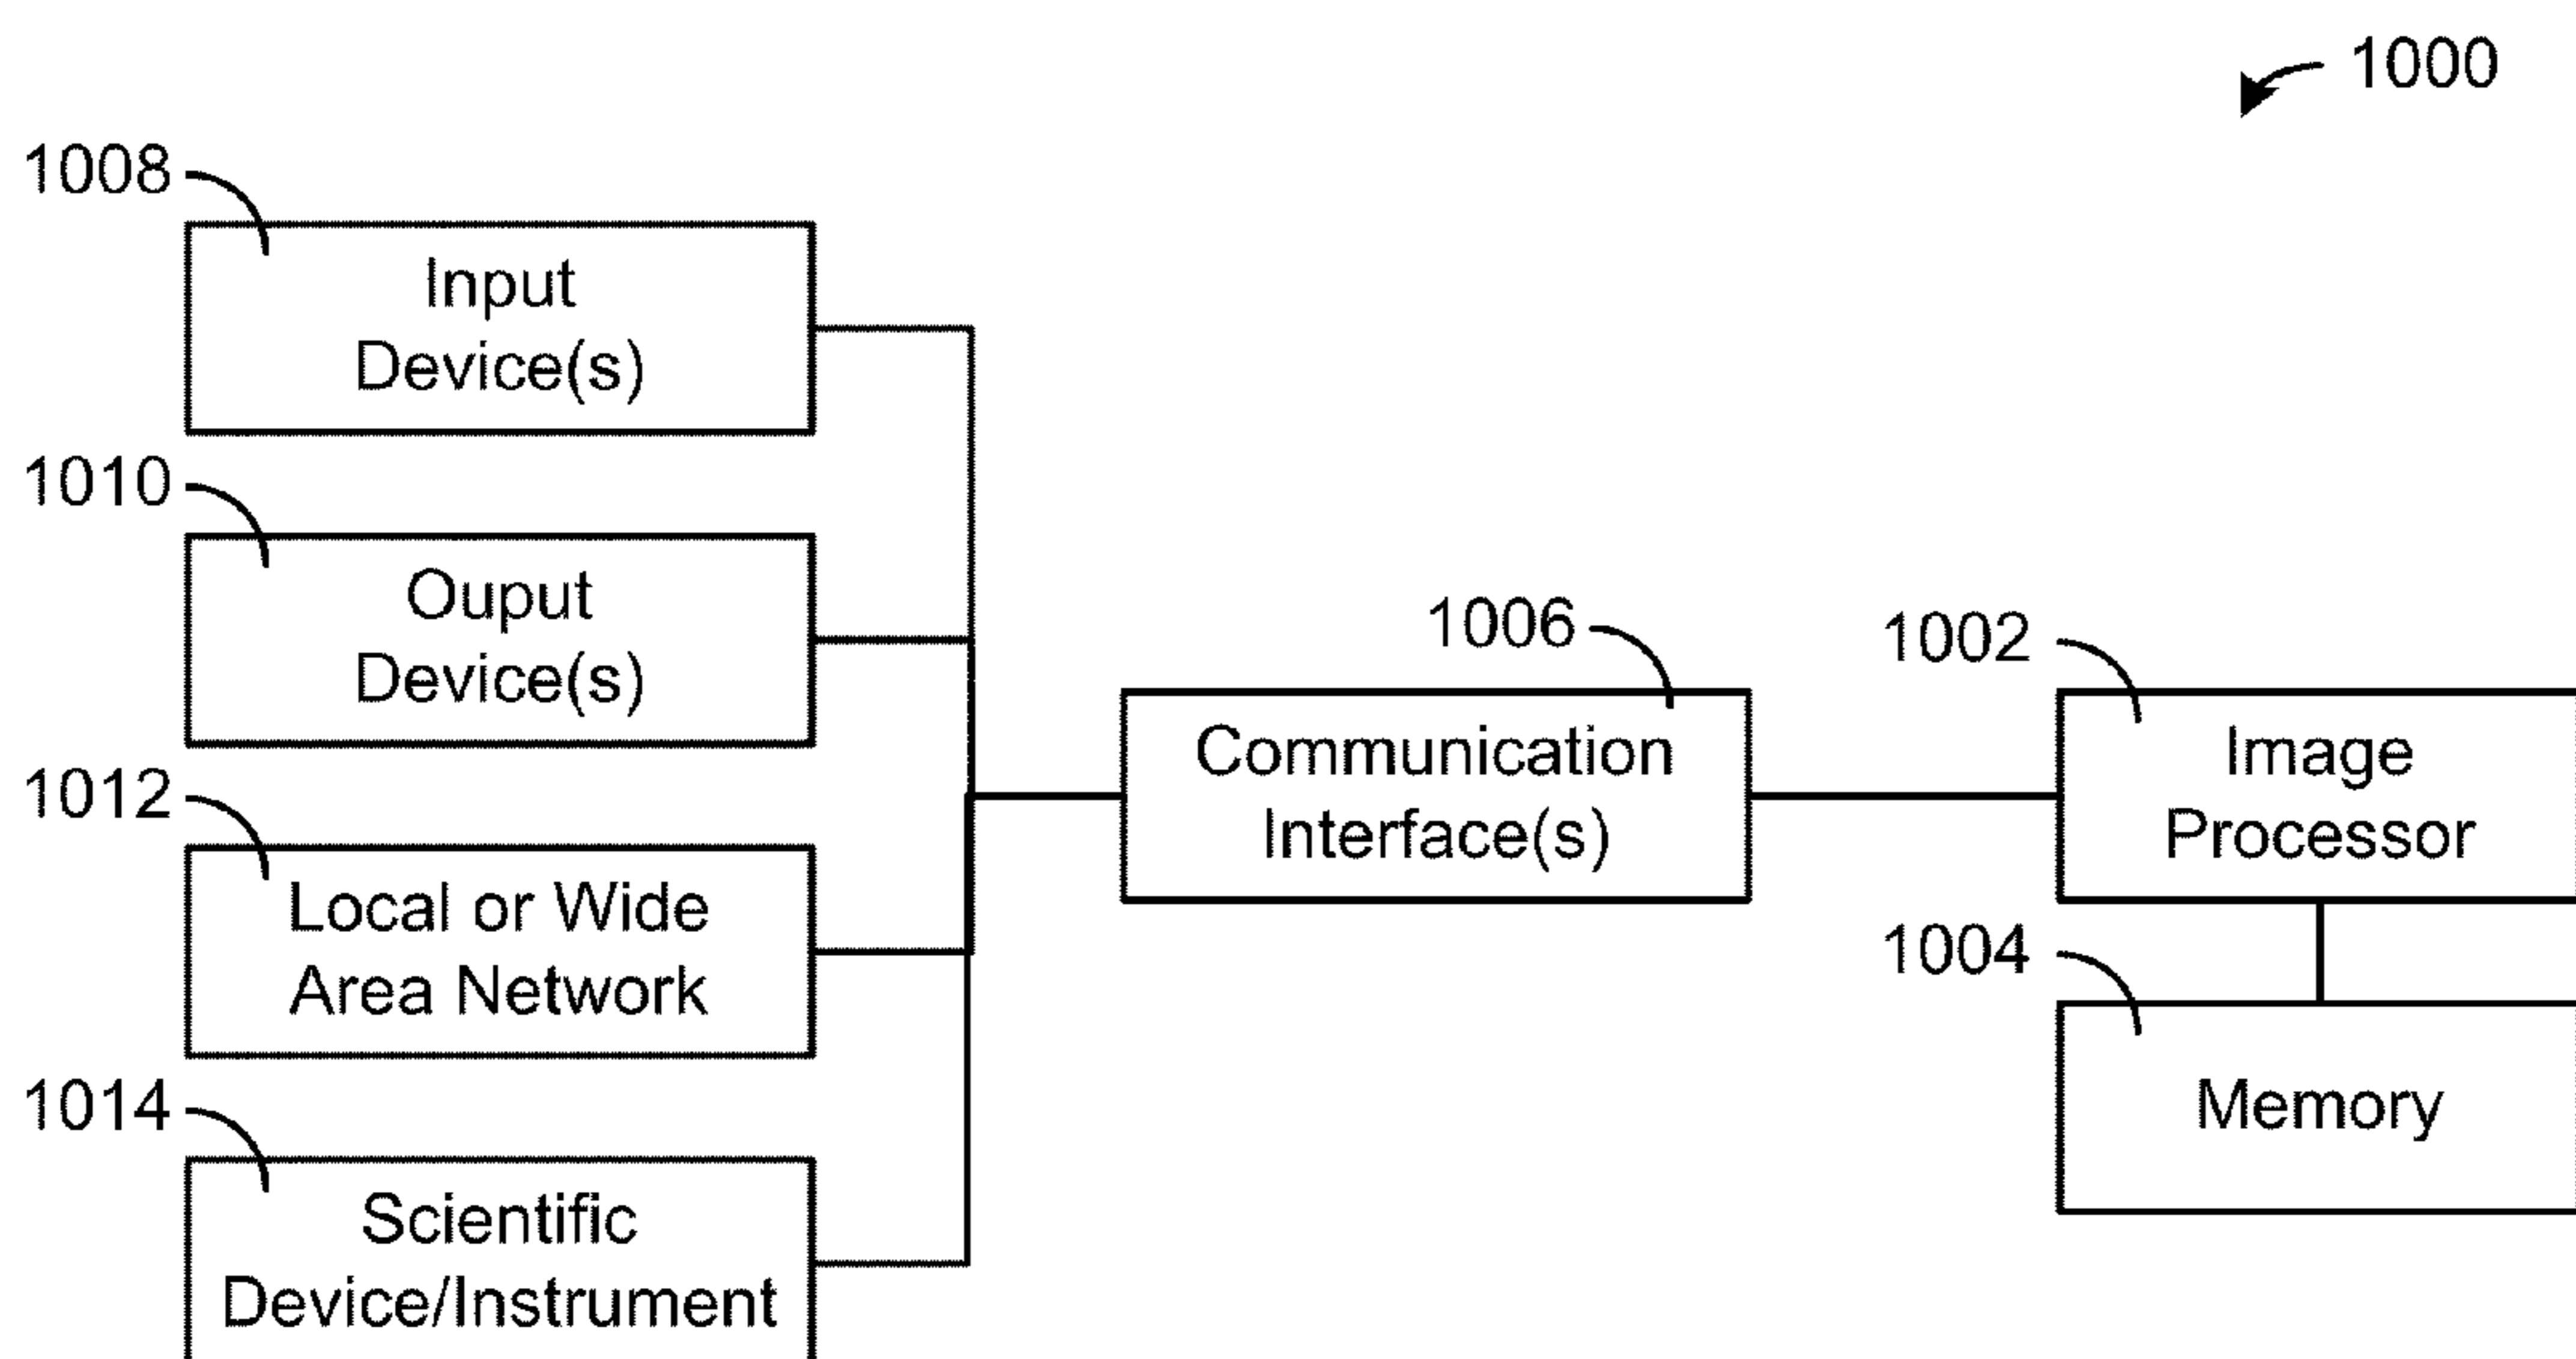 1000
1008
Input
Device(s)
1010
Ouput
Device(s)
1012
Local or Wide
Area Network
1014
Scientific
Device/Instrument
1006
Communication
Interface(s)
1002
Image
Processor
1004
Memory